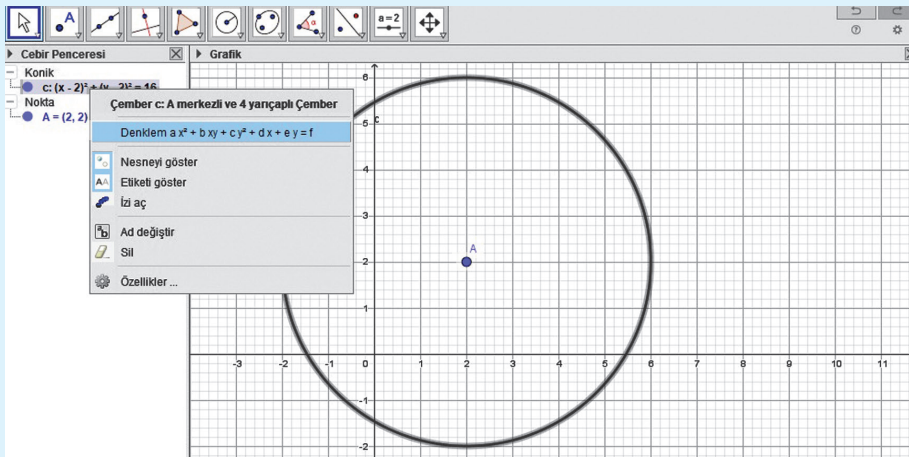 A
α
a=2
Cebir Penceresi
Grafik
Konik
c: (x - 2)² + (y - 2)² = 16
Nokta
A = (2, 2)
Çember c: A merkezli ve 4 yarıçaplı Çember
Denklem a x² + b xy + c y² + d x + e y = f
Nesneyi göster
AA Etiketi göster
İzi aç
ab Ad değiştir
Sil
Özellikler ...
6
5
c
4
3
A
2
1
-3 -2 -1 0 1 2 3 4 5 6 7 8 9 10 11
-1
-2